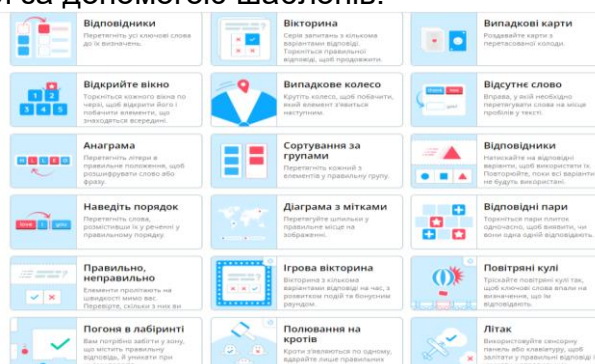 за допомогою шаблонів.
Відповідники
Перетягніть усі ключові слова
до їх визначень.
Вікторина
Серія запитань з кількома
варіантами відповіді.
Торкніться правильної
відповіді, щоб продовжити.
Випадкові карти
Роздавайте карти з
перетасованої колоди.
Відкрийте вікно
Торкніться кожного вікна по
черзі, щоб відкрити його і
побачити елементи, що
знаходяться всередині.
Випадкове колесо
Крутіть колесо, щоб побачити,
який елемент з'явиться
наступним.
Відсутнє слово
Вправа, у якій необхідно
перетягувати слова на місце
пробілів у тексті.
Анаграма
Перетягніть літери в
правильне положення, щоб
розшифрувати слово або
фразу.
Сортування за
групами
Перетягніть кожний з
елементів у правильну групу.
Відповідники
Натискайте на відповідні
варіанти, щоб використати їх.
Повторюйте, поки всі варіанти
не будуть використані.
Наведіть порядок
Перетягніть слова,
розмістивши їх у реченні у
правильному порядку.
Діаграма з мітками
Перетягуйте шпильки у
правильне місце на
зображенні.
Відповідні пари
Торкніться пари плиток
одночасно, щоб виявити, чи
вони одна одній відповідають.
Правильно,
неправильно
Елементи пролітають на
швидкості мимо вас.
Перевірте, скільки з них ви
Ігрова вікторина
Вікторина з кількома
варіантами відповіді на час, з
розвитком подій та бонусним
раундом.
Повітряні кулі
Тріскайте повітряні кулі так,
щоб ключові слова впали на
визначення, що їм
відповідають.
Погоня в лабіринті
Вам потрібно забігти у зону,
що містить правильну
відповідь, й уникати при
Полювання на
кротів
Кроти з'являються по одному,
вдаряйте лише правильних
Літак
Використовуйте сенсорну
панель або клавіатуру, щоб
залітати у правильні відповіді і